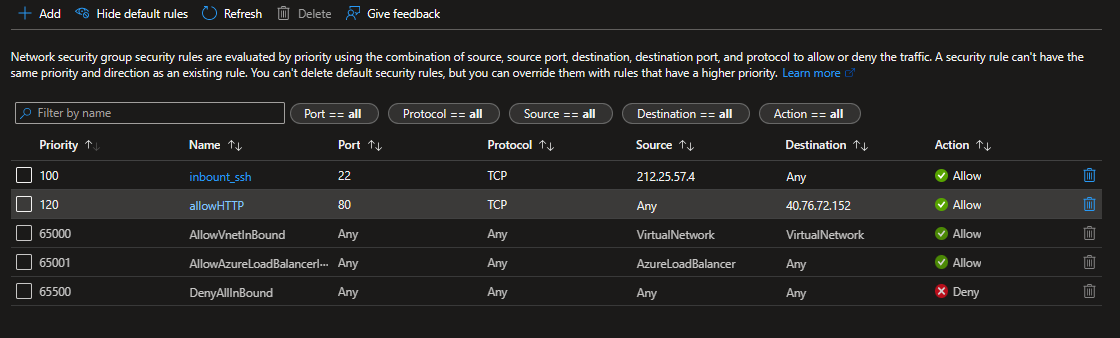 Add Hide default rules Refresh Delete Give feedback
Network security group security rules are evaluated by priority using the combination of source, source port, destination, destination port, and protocol to allow or deny the traffic. A security rule can't have the
same priority and direction as an existing rule. You can't delete default security rules, but you can override them with rules that have a higher priority. Learn more
Filter by name Port == all Protocol == all Source == all Destination == all Action == all
Priority Name Port Protocol Source Destination Action
100 inbount_ssh 22 TCP 212.25.57.4 Any Allow
120 allowHTTP 80 TCP Any 40.76.72.152 Allow
65000 AllowVnetInBound Any Any VirtualNetwork VirtualNetwork Allow
65001 AllowAzureLoadBalancerI··· Any Any AzureLoadBalancer Any Allow
65500 DenyAllInBound Any Any Any Any Deny